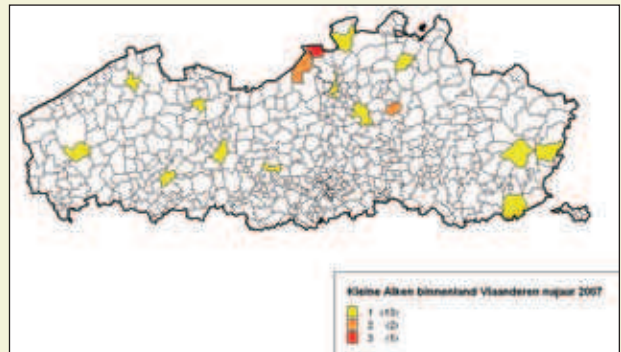 Kleine Alken binnenland Vlaanderen najaar 2007
1 (13)
2 (2)
3 (1)